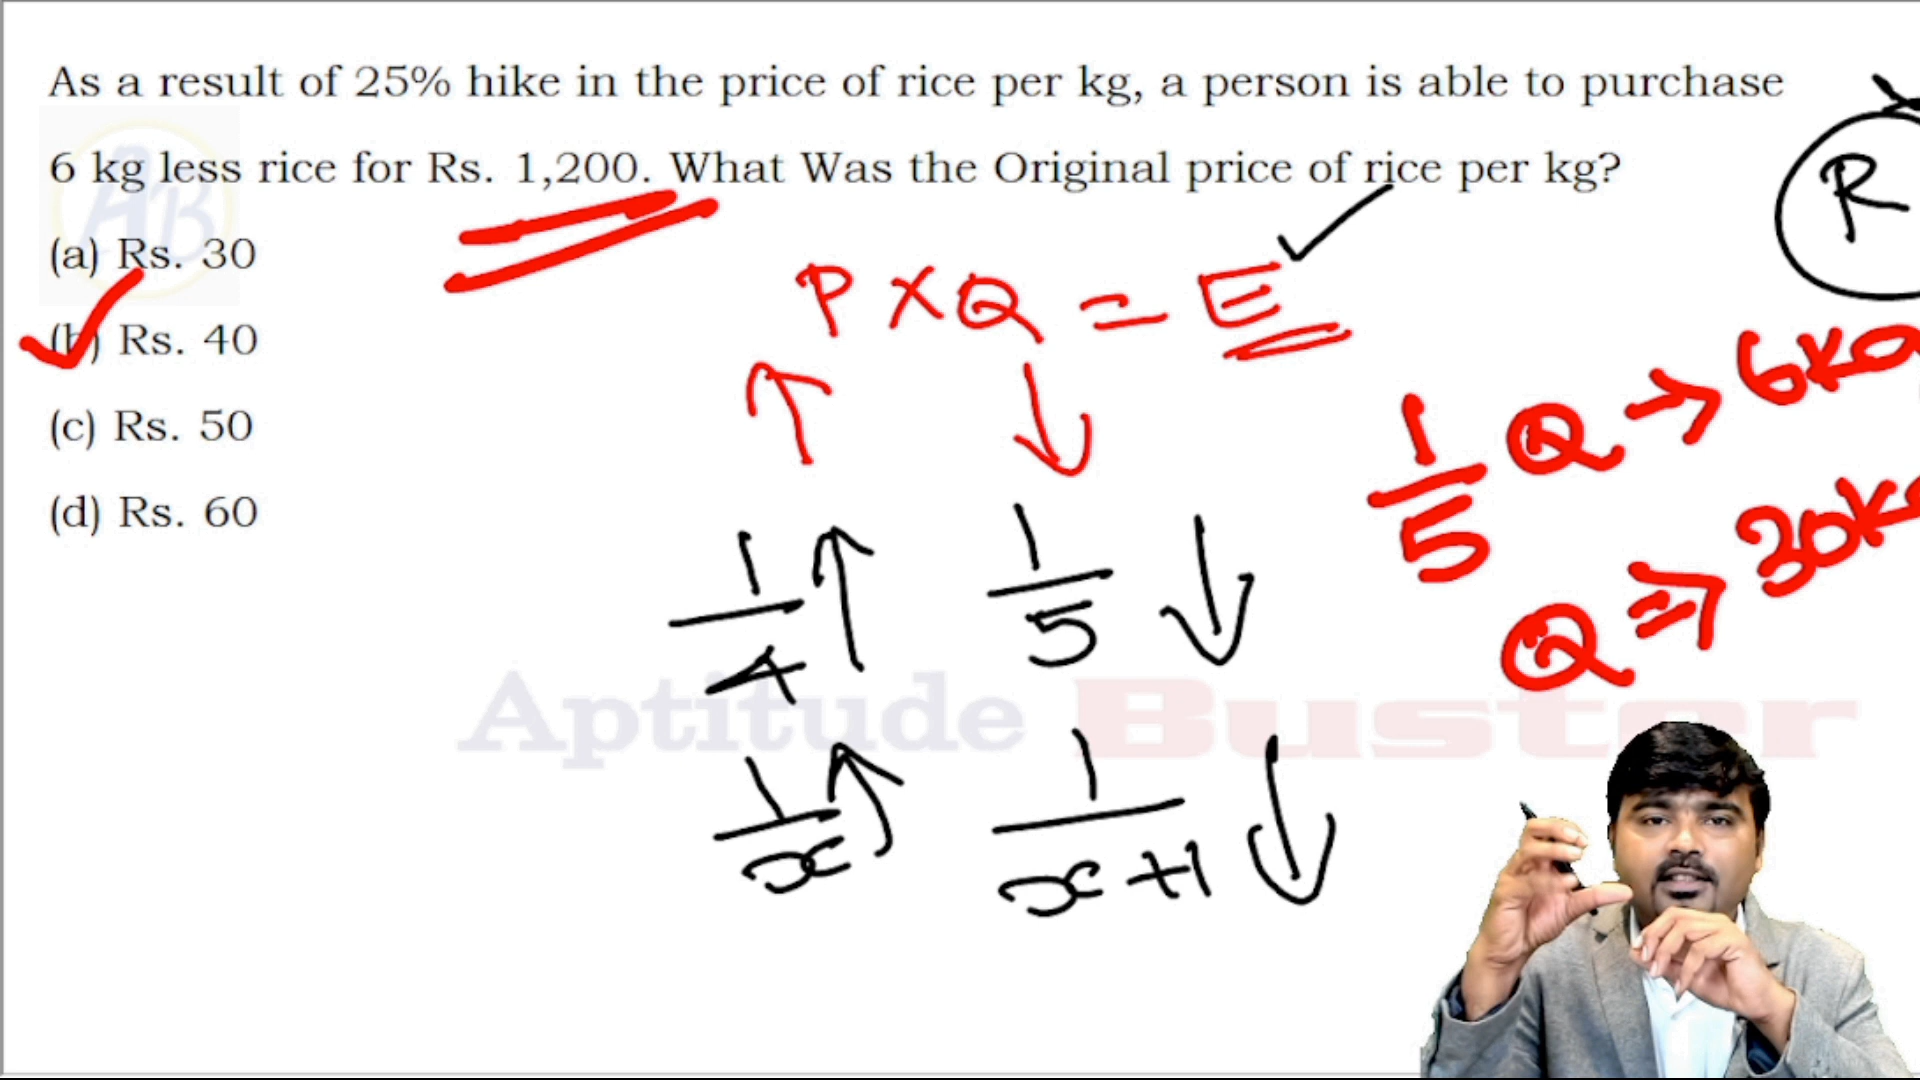 As a result of 25% hike in the price of rice per kg, a person is able to purchase
6 kg less rice for Rs. 1,200. What Was the Original price of rice per kg?
R
(a) Rs. 30
P × Q = E
(b) Rs. 40
1/5 Q → 6kg
(c) Rs. 50
(d) Rs. 60
1/4 ↑ 1/5 ↓
Q ⇒ 30kg
Aptitude Buster
1/x ↑ 1/x+1 ↓
AB